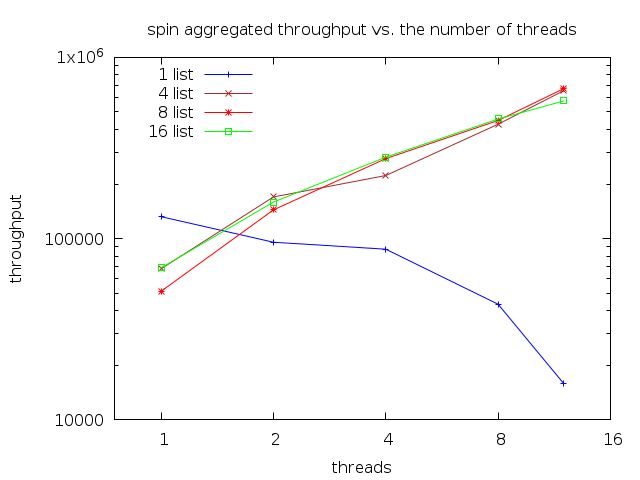 spin aggregated throughput vs. the number of threads
1x10^6
1 list
4 list
8 list
16 list
throughput
100000
10000
1 2 4 8 16
threads